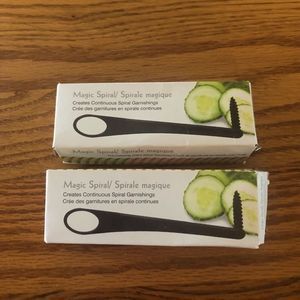 Magic Spiral/ Spirale magique
Creates Continuous Spiral Garnishings
Crée des garnitures en spirale continues
Magic Spiral/ Spirale magique
Creates Continuous Spiral Garnishings
Crée des garnitures en spirale continues